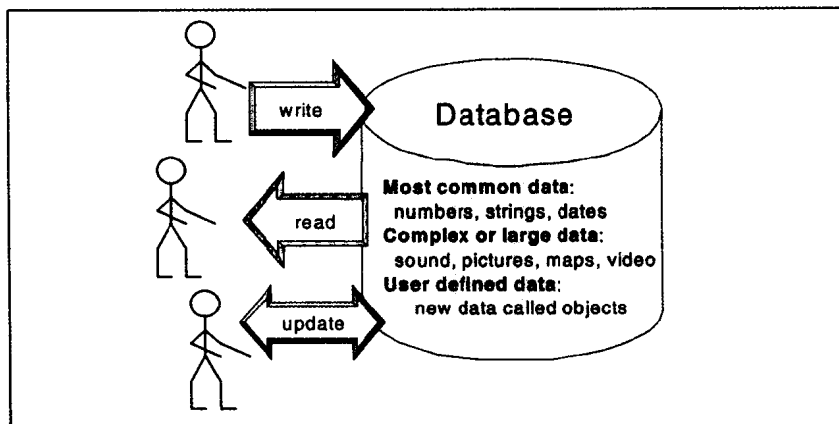 Database
write
Most common data:
numbers, strings, dates
read
Complex or large data:
sound, pictures, maps, video
User defined data:
new data called objects
update